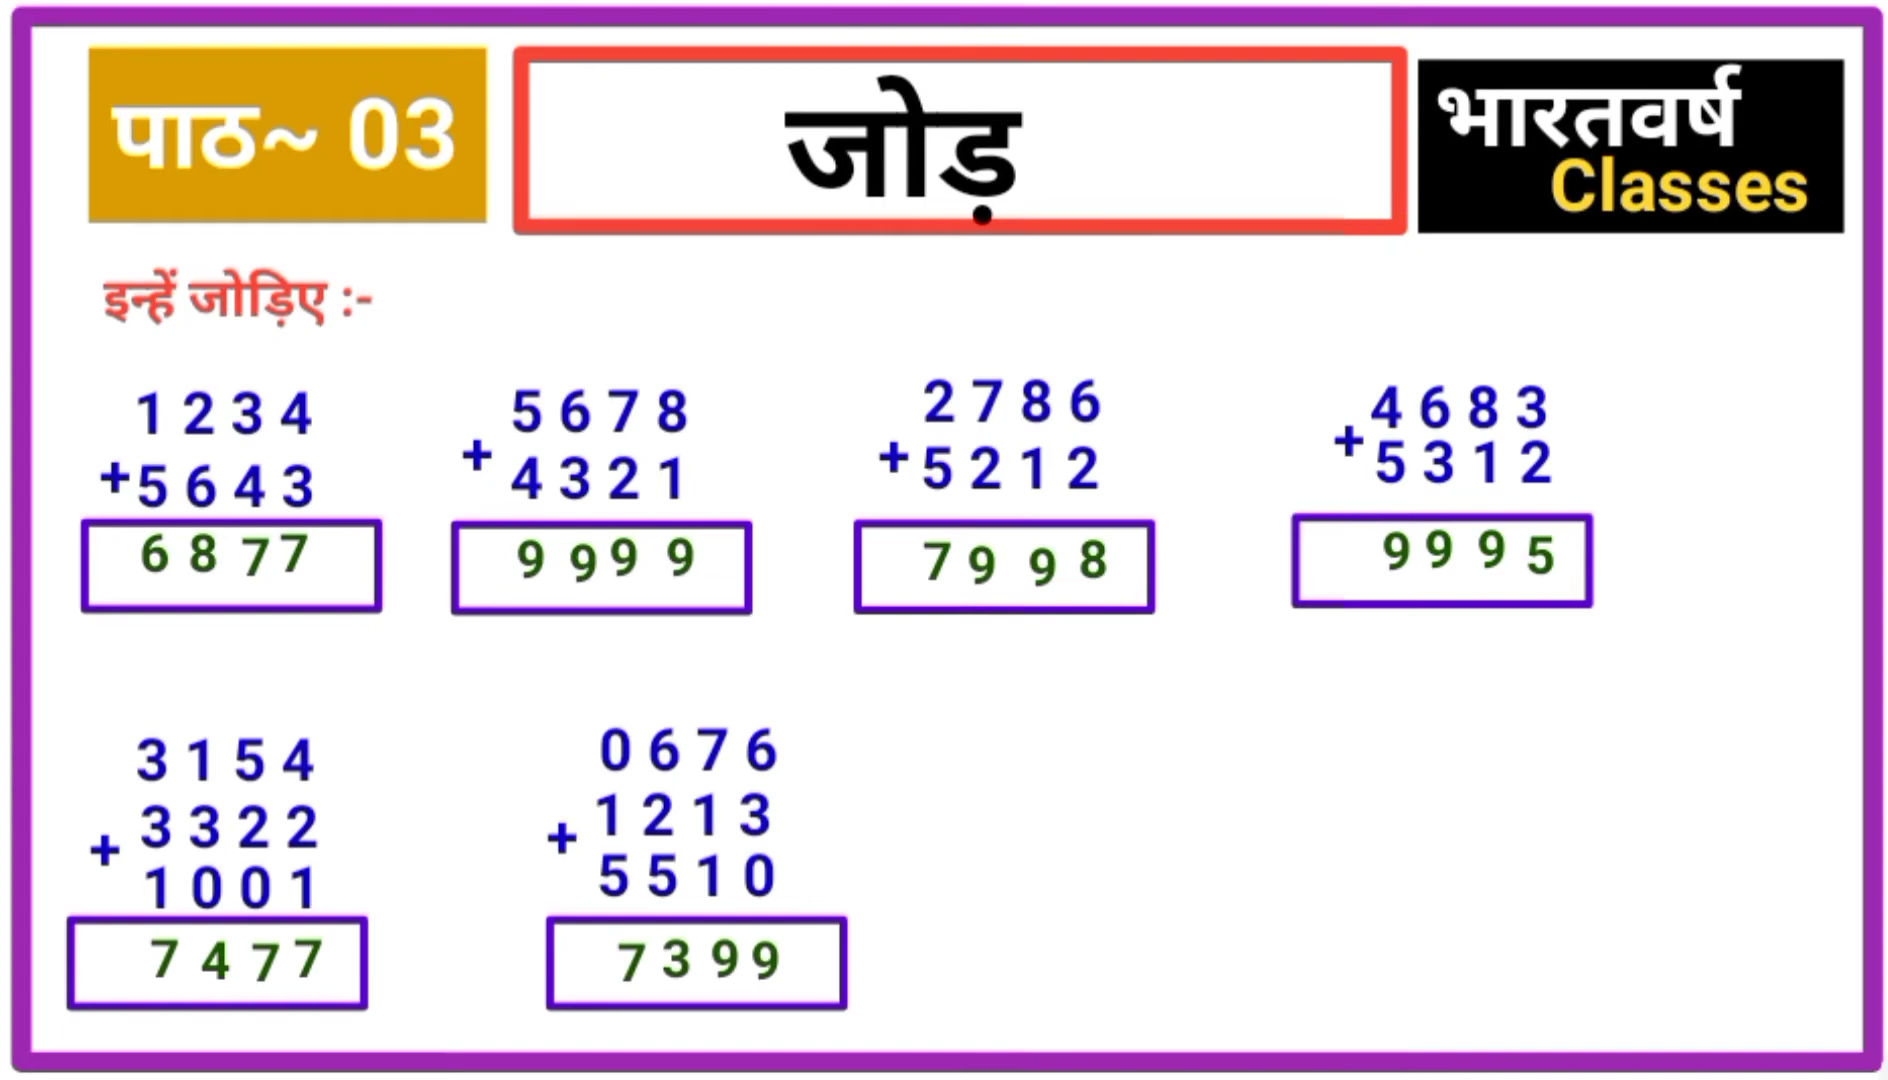 पाठ~ 03
जोड़
भारतवर्ष
Classes
इन्हें जोड़िए :-
1 2 3 4
+ 5 6 4 3
6 8 7 7
5 6 7 8
+ 4 3 2 1
9 9 9 9
2 7 8 6
+ 5 2 1 2
7 9 9 8
4 6 8 3
+ 5 3 1 2
9 9 9 5
3 1 5 4
3 3 2 2
+ 1 0 0 1
7 4 7 7
0 6 7 6
+ 1 2 1 3
5 5 1 0
7 3 9 9